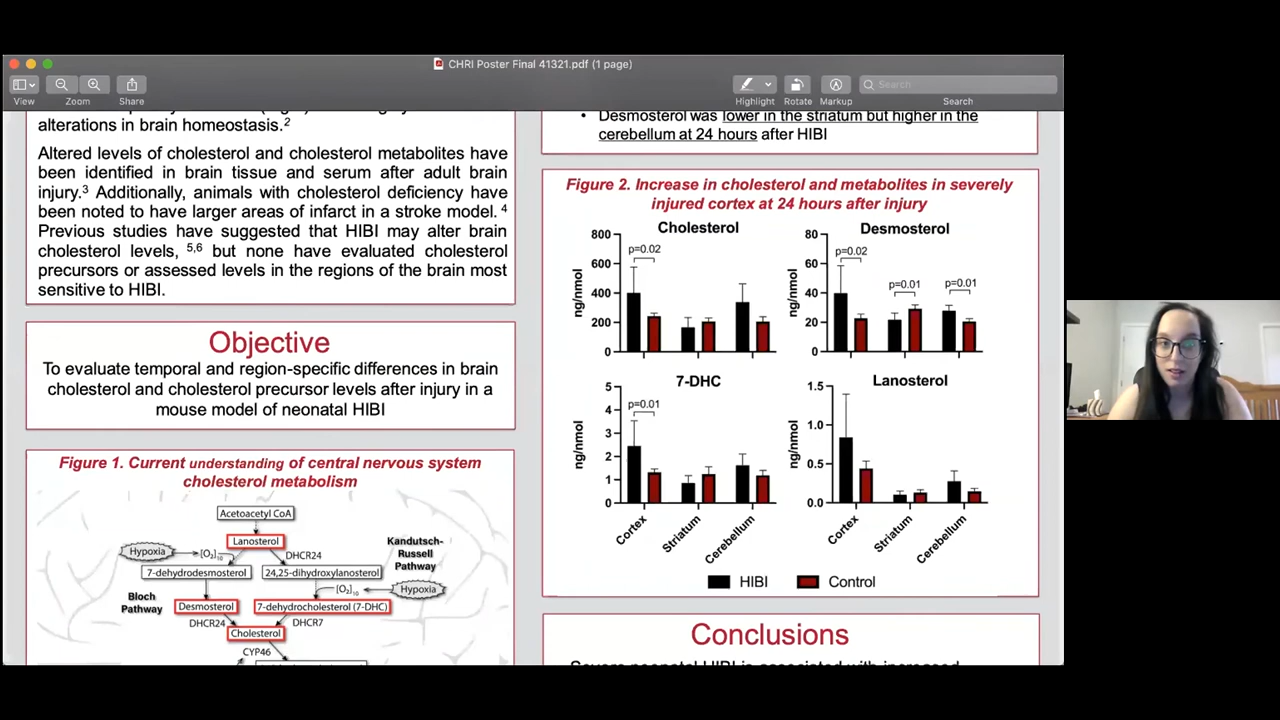 CHRI Poster Final 41321.pdf (1 page)
View
Zoom
Share
Highlight
Rotate
Markup
Search
Search
alterations in brain homeostasis.2
Altered levels of cholesterol and cholesterol metabolites have
been identified in brain tissue and serum after adult brain
injury.3 Additionally, animals with cholesterol deficiency have
been noted to have larger areas of infarct in a stroke model. 4
Previous studies have suggested that HIBI may alter brain
cholesterol levels, 5,6 but none have evaluated cholesterol
precursors or assessed levels in the regions of the brain most
sensitive to HIBI.
Objective
To evaluate temporal and region-specific differences in brain
cholesterol and cholesterol precursor levels after injury in a
mouse model of neonatal HIBI
Figure 1. Current understanding of central nervous system
cholesterol metabolism
Acetoacetyl CoA
Lanosterol
Hypoxia
[O2]10
DHCR24
Kandutsch-
Russell
Pathway
7-dehydrodesmosterol
24,25-dihydroxylanosterol
[O2]10
Hypoxia
Bloch
Pathway
Desmosterol
7-dehydrocholesterol (7-DHC)
DHCR24
DHCR7
Cholesterol
CYP46
• Desmosterol was lower in the striatum but higher in the
cerebellum at 24 hours after HIBI
Figure 2. Increase in cholesterol and metabolites in severely
injured cortex at 24 hours after injury
Cholesterol
800
600
400
200
0
ng/nmol
p=0.02
Desmosterol
80
60
40
20
0
ng/nmol
p=0.02
p=0.01
p=0.01
7-DHC
5
4
3
2
1
0
ng/nmol
p=0.01
Cortex
Striatum
Cerebellum
Lanosterol
1.5
1.0
0.5
0.0
ng/nmol
Cortex
Striatum
Cerebellum
HIBI
Control
Conclusions
Severe neonatal HIBI is associated with increased